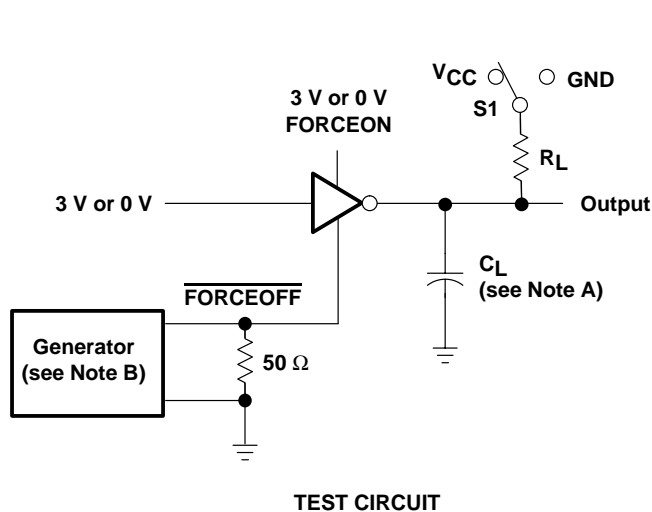 VCC
GND
S1
3 V or 0 V
FORCEON
RL
3 V or 0 V
Output
CL
(see Note A)
FORCEOFF
Generator
(see Note B)
50 Ω
TEST CIRCUIT